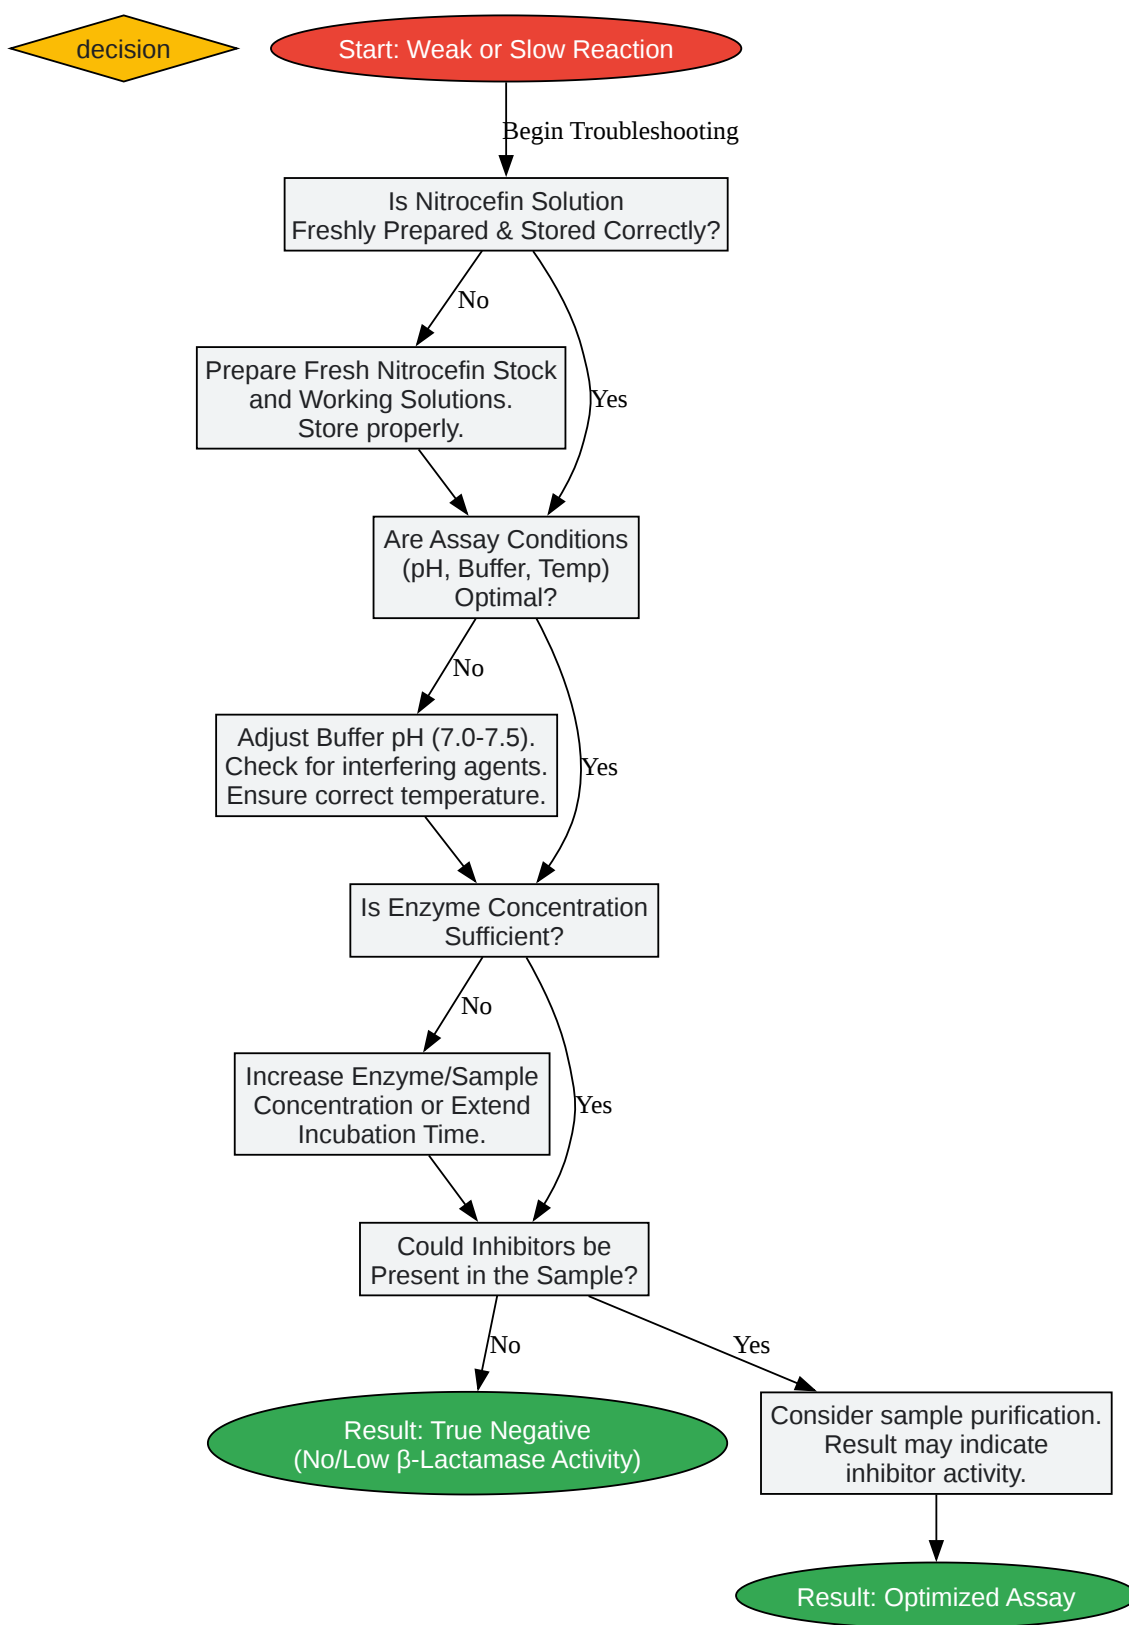 decision
Start: Weak or Slow Reaction
Begin Troubleshooting
Is Nitrocefin Solution
Freshly Prepared & Stored Correctly?
No
Yes
Prepare Fresh Nitrocefin Stock
and Working Solutions.
Store properly.
Are Assay Conditions
(pH, Buffer, Temp)
Optimal?
No
Yes
Adjust Buffer pH (7.0-7.5).
Check for interfering agents.
Ensure correct temperature.
Is Enzyme Concentration
Sufficient?
No
Yes
Increase Enzyme/Sample
Concentration or Extend
Incubation Time.
Could Inhibitors be
Present in the Sample?
No
Yes
Result: True Negative
(No/Low β-Lactamase Activity)
Consider sample purification.
Result may indicate
inhibitor activity.
Result: Optimized Assay